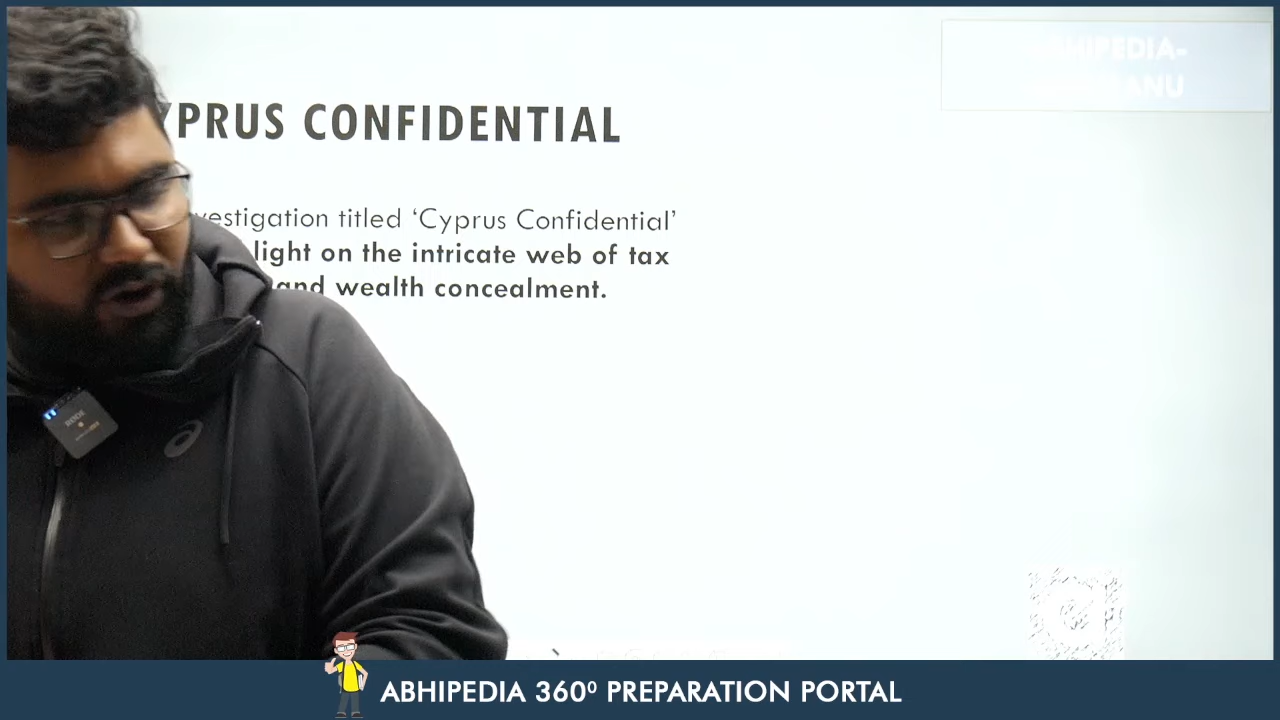 YPRUS CONFIDENTIAL
vestigation titled ‘Cyprus Confidential’
light on the intricate web of tax
and wealth concealment.
RODE
ABHIPEDIA 360⁰ PREPARATION PORTAL